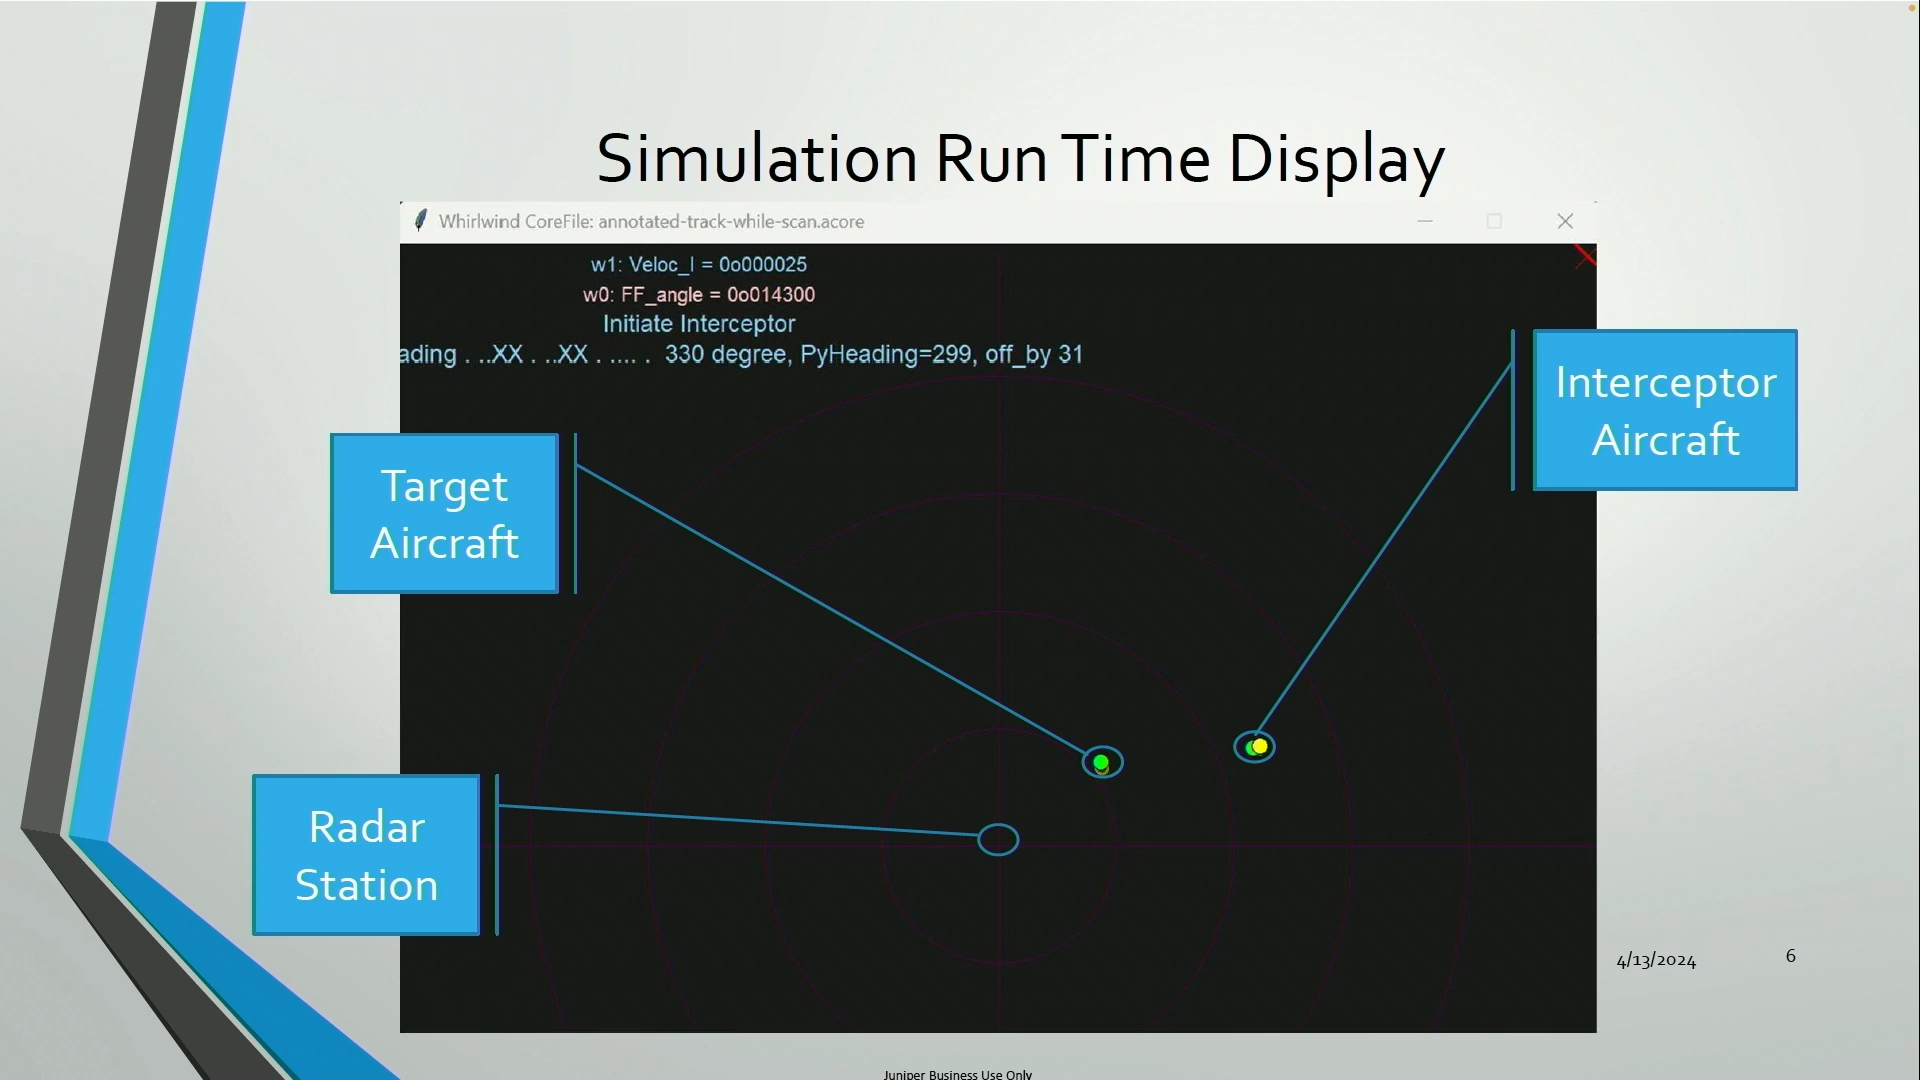 Simulation Run Time Display
Whirlwind CoreFile: annotated-track-while-scan.acore
w1: Veloc_I = 0o000025
w0: FF_angle = 0o014300
Initiate Interceptor
ading . ..XX . ..XX . .... . 330 degree, PyHeading=299, off_by 31
Interceptor
Aircraft
Target
Aircraft
Radar
Station
4/13/2024
6
Juniper Business Use Only